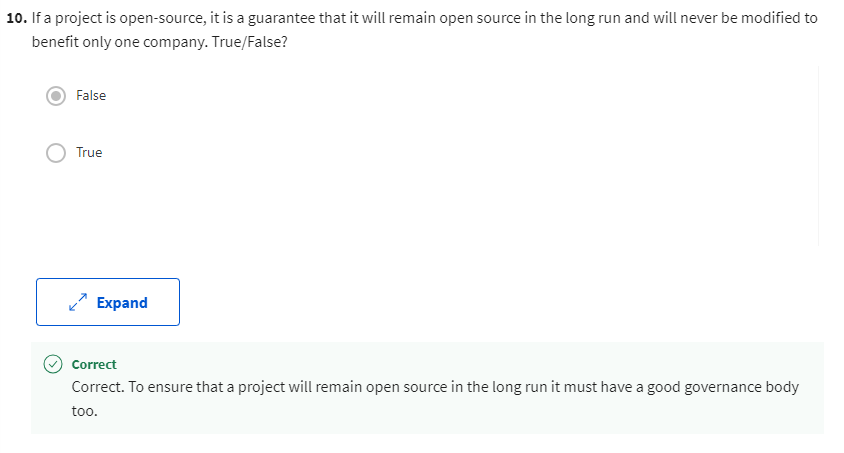 10. If a project is open-source, it is a guarantee that it will remain open source in the long run and will never be modified to
benefit only one company. True/False?
False
True
Expand
Correct
Correct. To ensure that a project will remain open source in the long run it must have a good governance body
too.